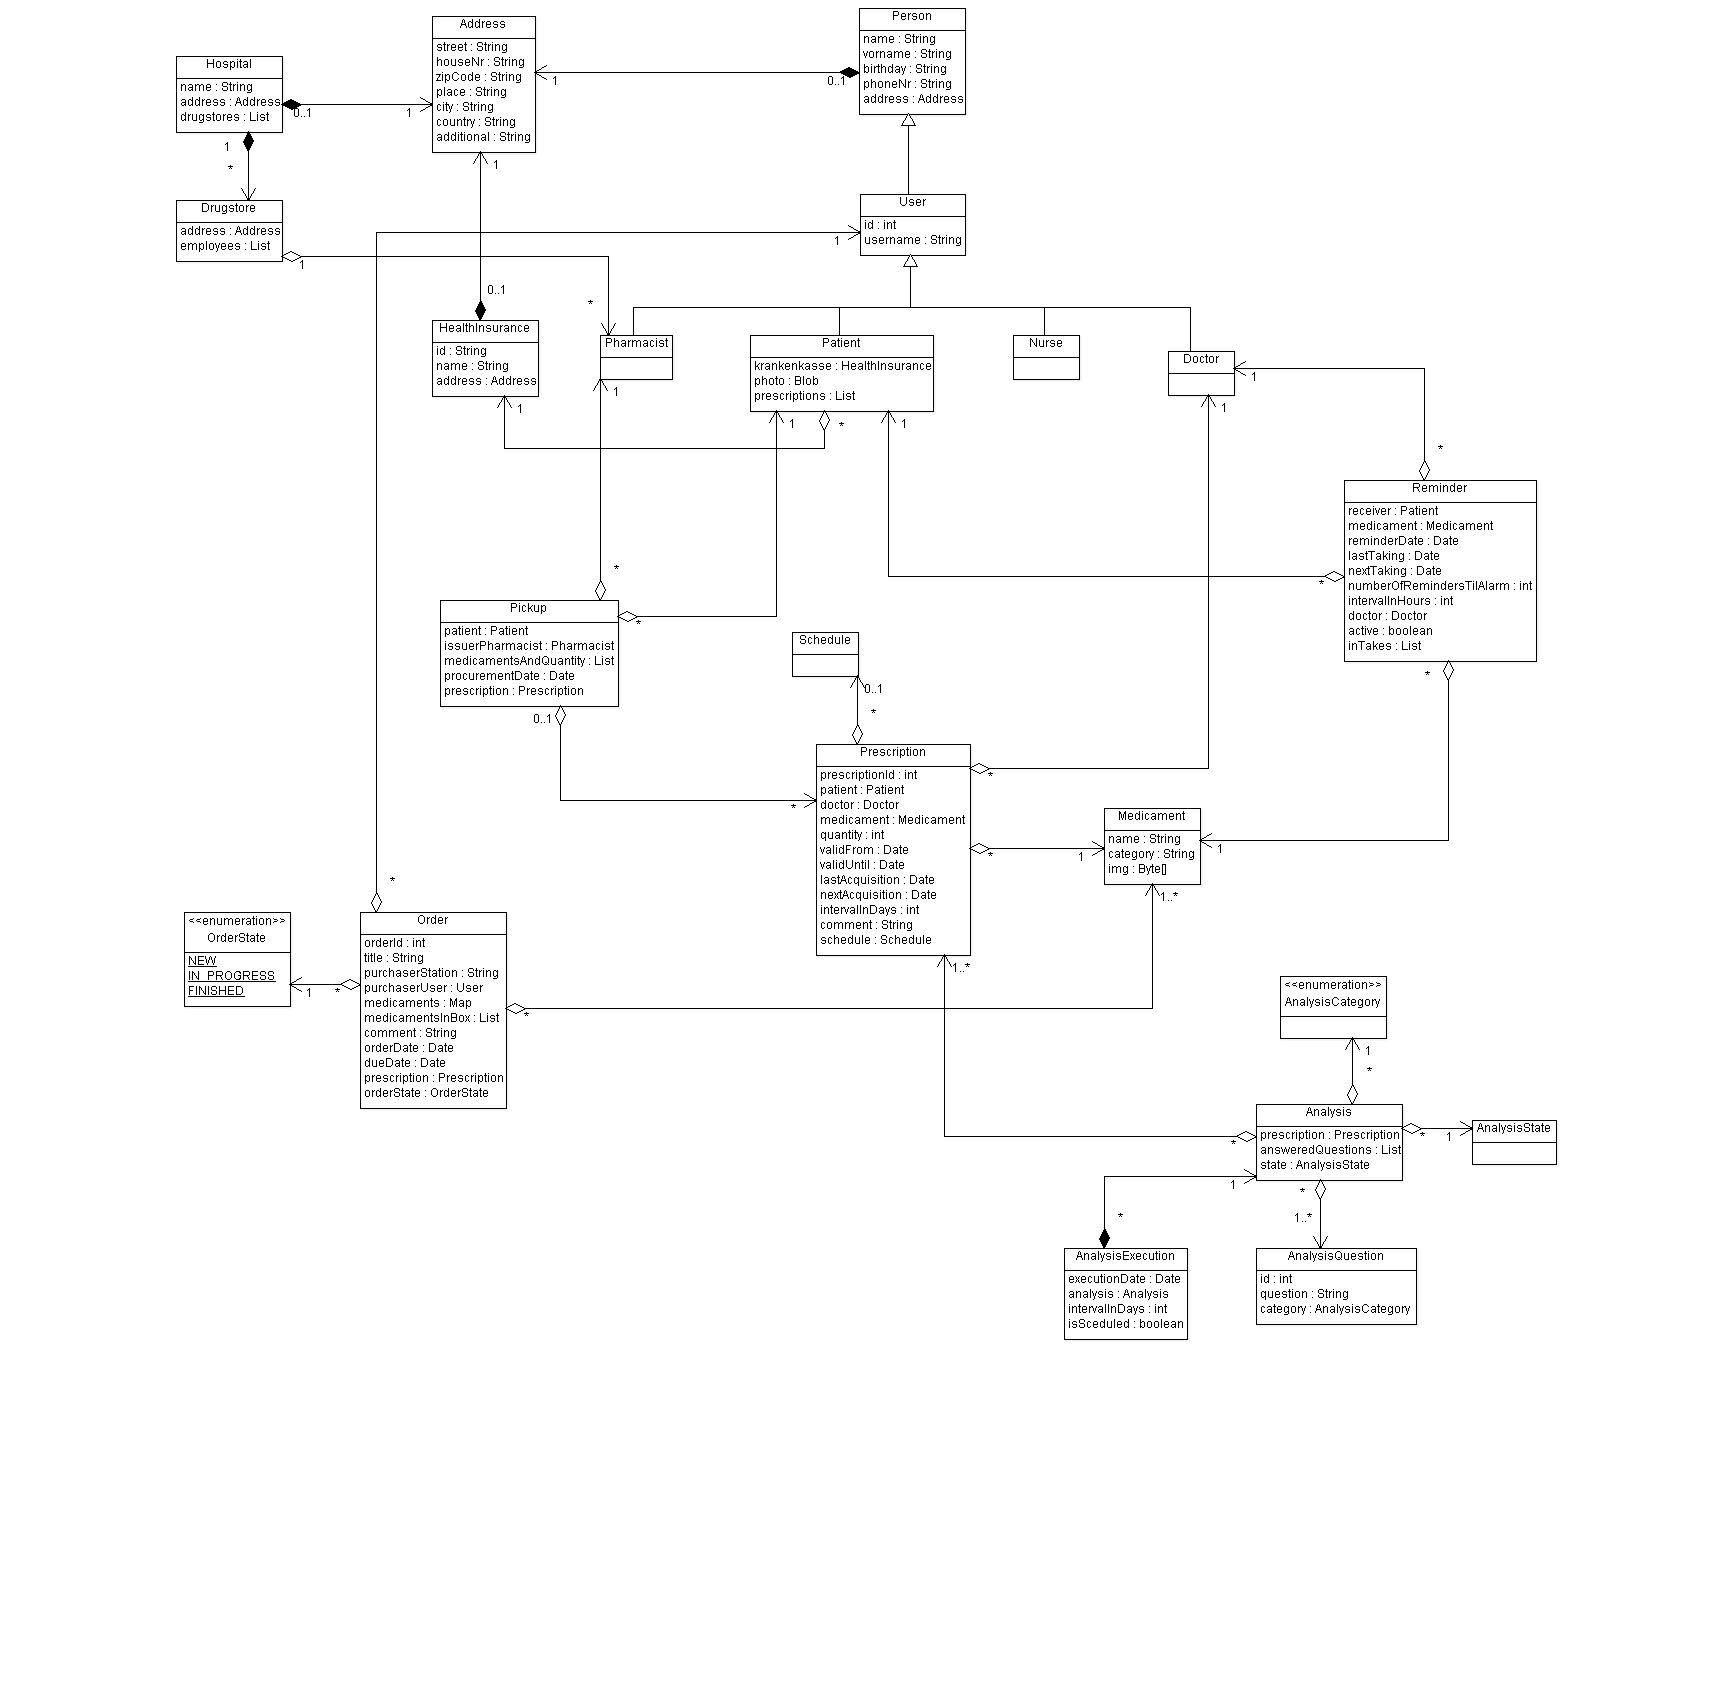 Address
street : String
houseNr : String
zipCode : String
place : String
city : String
country : String
additional : String
1
0..1
1
Person
name : String
vorname : String
birthday : String
phoneNr : String
address : Address
0..1
1
Hospital
name : String
address : Address
drugstores : List
0..1
1
*
Drugstore
address : Address
employees : List
1
*
User
id : int
username : String
1
HealthInsurance
id : String
name : String
address : Address
0..1
1
Pharmacist
1
Patient
krankenkasse : HealthInsurance
photo : Blob
prescriptions : List
1
*
1
Nurse
Doctor
1
1
*
Reminder
receiver : Patient
medicament : Medicament
reminderDate : Date
lastTaking : Date
nextTaking : Date
numberOfRemindersTilAlarm : int
intervalInHours : int
doctor : Doctor
active : boolean
inTakes : List
*
*
*
Pickup
patient : Patient
issuerPharmacist : Pharmacist
medicamentsAndQuantity : List
procurementDate : Date
prescription : Prescription
*
0..1
*
Schedule
0..1
*
Prescription
prescriptionId : int
patient : Patient
doctor : Doctor
medicament : Medicament
quantity : int
validFrom : Date
validUntil : Date
lastAcquisition : Date
nextAcquisition : Date
intervalInDays : int
comment : String
schedule : Schedule
*
*
1
1..*
Medicament
name : String
category : String
img : Byte[]
1
1..*
<<enumeration>>
OrderState
NEW
IN_PROGRESS
FINISHED
1
*
*
Order
orderId : int
title : String
purchaserStation : String
purchaserUser : User
medicaments : Map
medicamentsInBox : List
comment : String
orderDate : Date
dueDate : Date
prescription : Prescription
orderState : OrderState
*
<<enumeration>>
AnalysisCategory
1
*
Analysis
prescription : Prescription
answeredQuestions : List
state : AnalysisState
*
*
1
AnalysisState
1
*
*
1..*
AnalysisExecution
executionDate : Date
analysis : Analysis
intervalInDays : int
isSceduled : boolean
AnalysisQuestion
id : int
question : String
category : AnalysisCategory